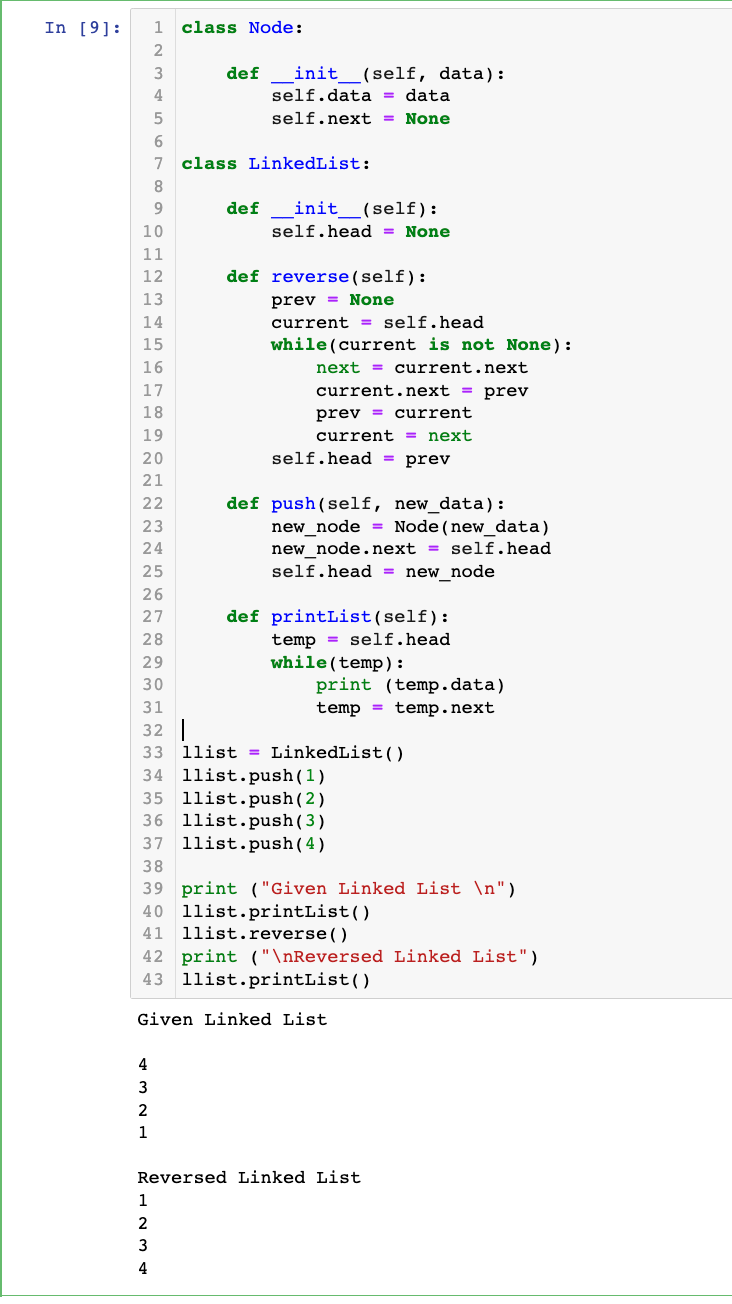 In [9]:
1 class Node:
2
3     def __init__(self, data):
4         self.data = data
5         self.next = None
6
7 class LinkedList:
8
9     def __init__(self):
10         self.head = None
11
12     def reverse(self):
13         prev = None
14         current = self.head
15         while(current is not None):
16             next = current.next
17             current.next = prev
18             prev = current
19             current = next
20         self.head = prev
21
22     def push(self, new_data):
23         new_node = Node(new_data)
24         new_node.next = self.head
25         self.head = new_node
26
27     def printList(self):
28         temp = self.head
29         while(temp):
30             print (temp.data)
31             temp = temp.next
32
33 llist = LinkedList()
34 llist.push(1)
35 llist.push(2)
36 llist.push(3)
37 llist.push(4)
38
39 print ("Given Linked List \n")
40 llist.printList()
41 llist.reverse()
42 print ("\nReversed Linked List")
43 llist.printList()
Given Linked List

4
3
2
1

Reversed Linked List
1
2
3
4